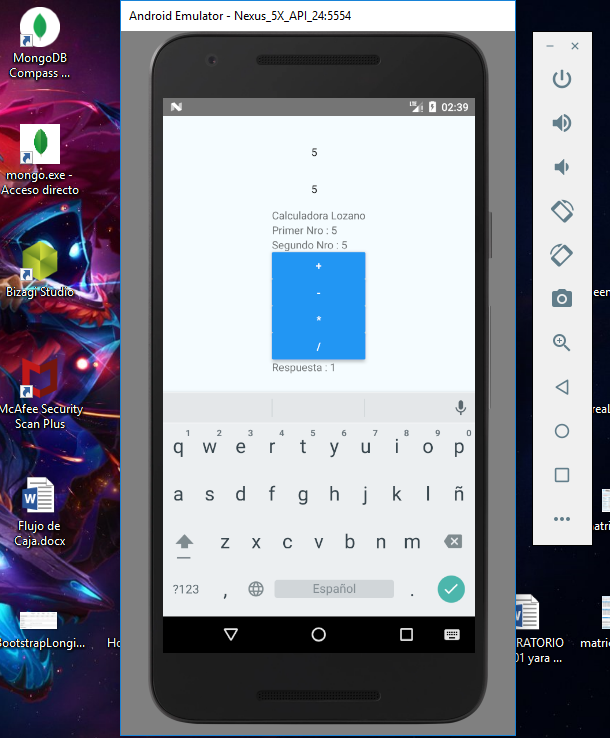 Android Emulator - Nexus_5X_API_24:5554
MongoDB
Compass ...
mongo.exe -
Acceso directo
Bizagi Studio
McAfee Security
Scan Plus
Flujo de
Caja.docx
BootstrapLongi...
02:39
5
5
Calculadora Lozano
Primer Nro : 5
Segundo Nro : 5
+
-
*
/
Respuesta : 1
1 2 3 4 5 6 7 8 9 0
q w e r t y u i o p
a s d f g h j k l ñ
z x c v b n m
?123 , Español .
Ho
RATORIO
01 yara ...
matric
matri